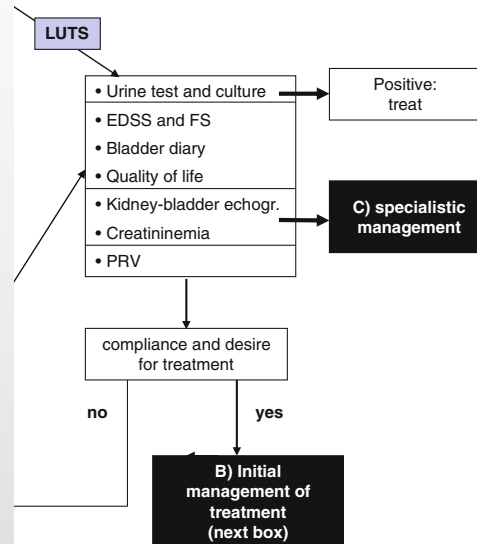 LUTS
• Urine test and culture
Positive:
treat
• EDSS and FS
• Bladder diary
• Quality of life
• Kidney-bladder echogr.
• Creatininemia
C) specialistic
management
• PRV
compliance and desire
for treatment
no
yes
B) Initial
management of
treatment
(next box)